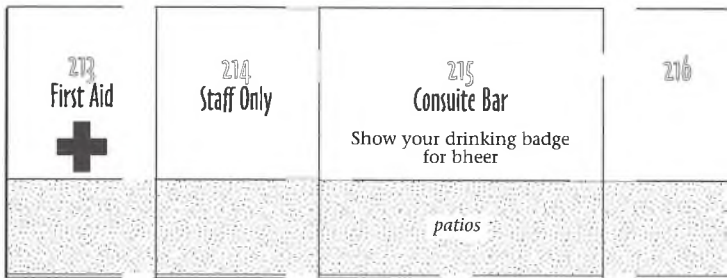 213
First Aid
214
Staff Only
215
Consuite Bar
Show your drinking badge
for bheer
216
patios